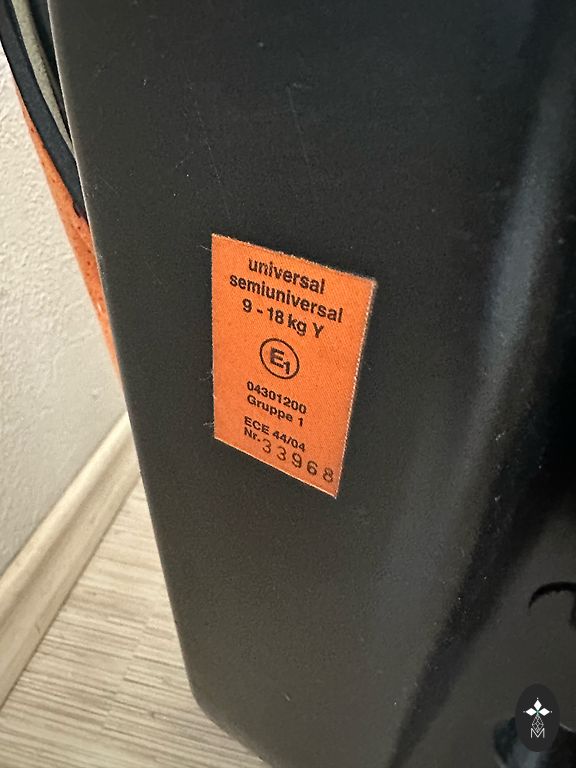 universal
semiuniversal
9 - 18 kg Y
E1
04301200
Gruppe 1
ECE 44/04
Nr. 33968
M